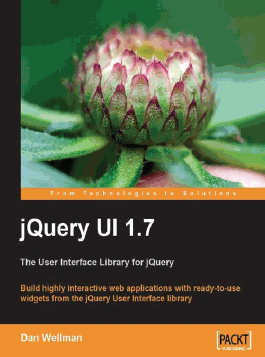 From Technologies to Solutions
jQuery UI 1.7
The User Interface Library for jQuery
Build highly interactive web applications with ready-to-use
widgets from the jQuery User Interface library
Dan Wellman
PACKT
PUBLISHING